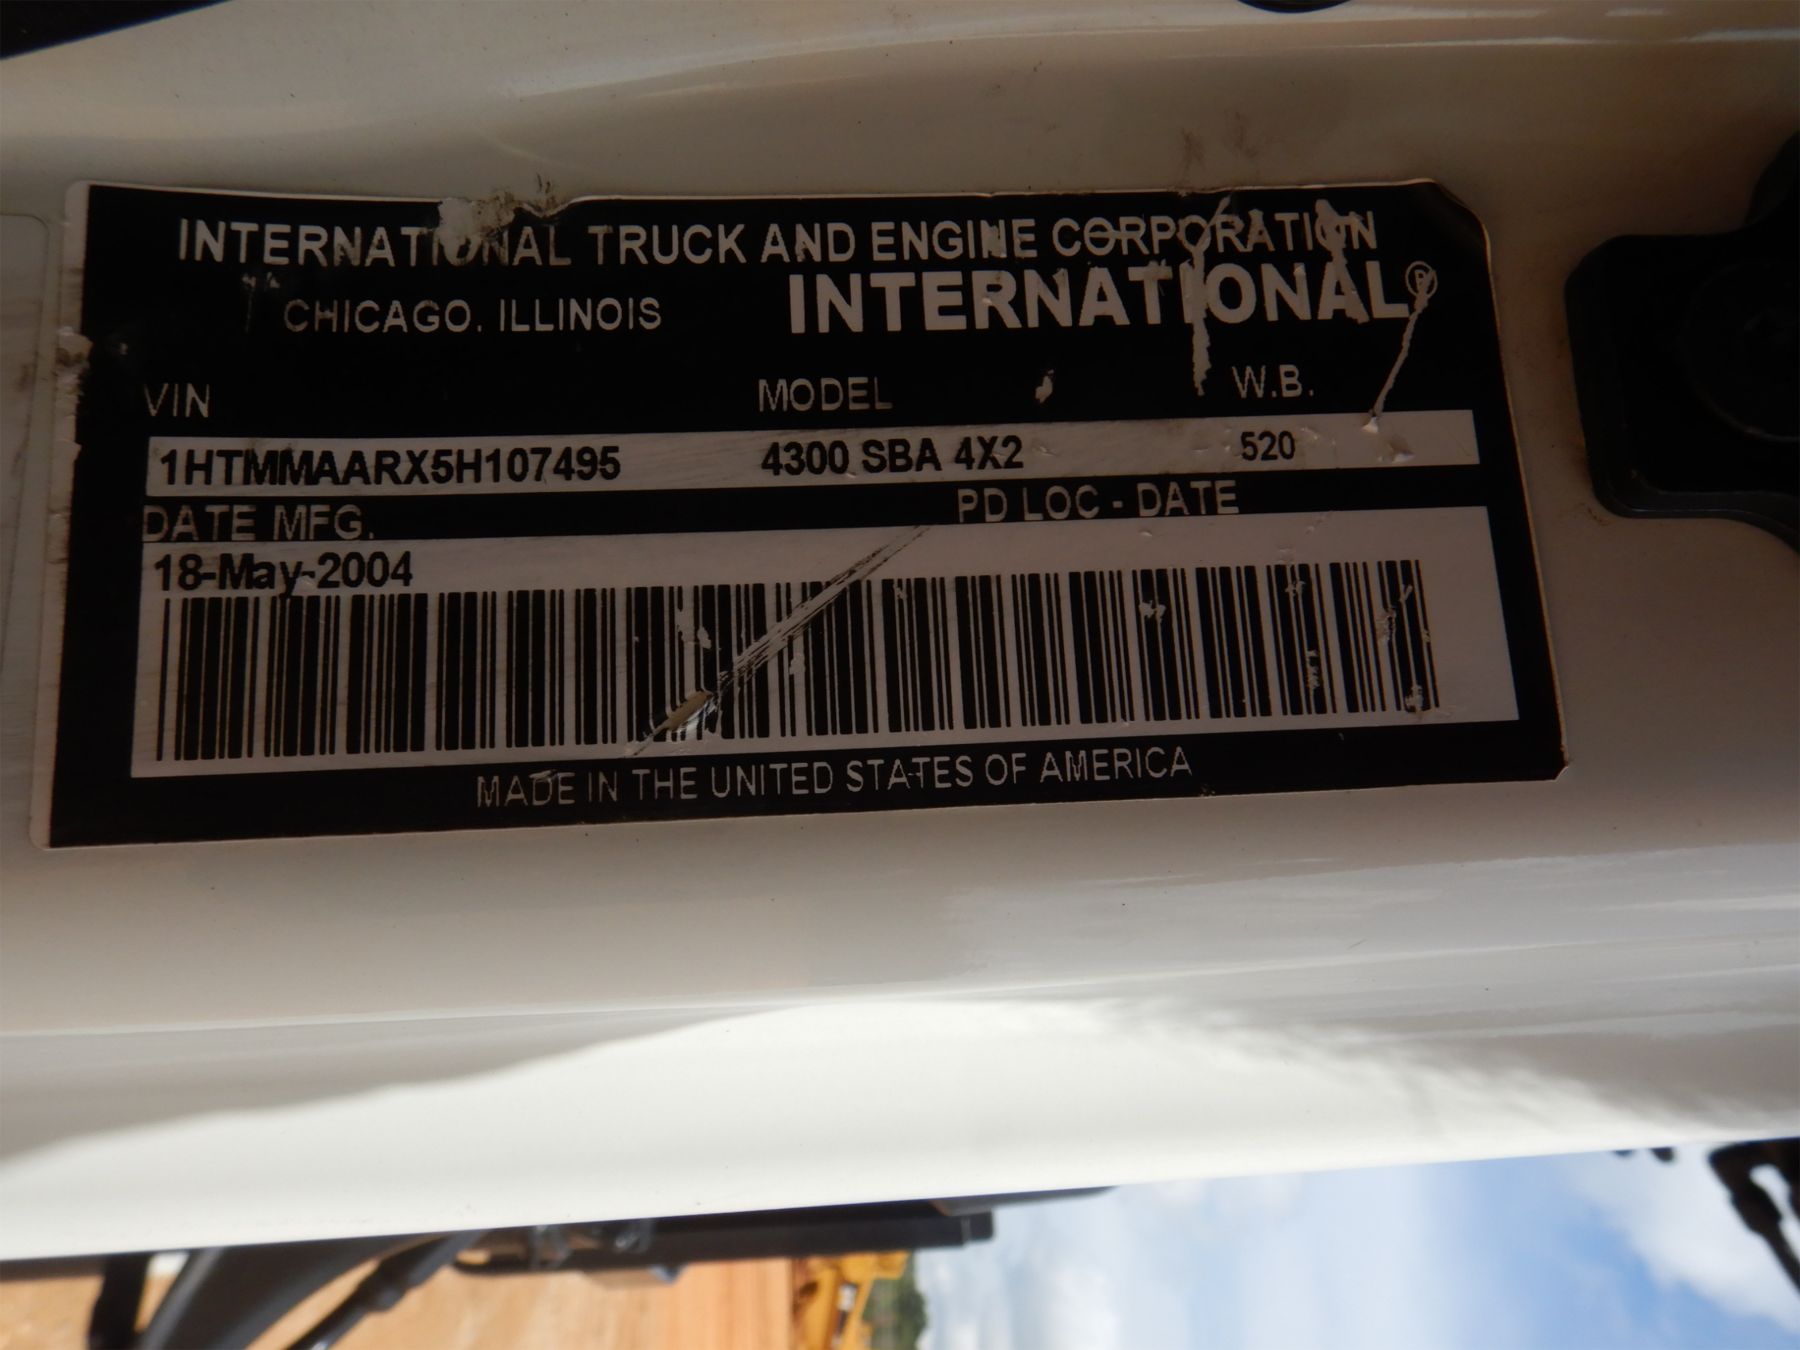 INTERNATIONAL TRUCK AND ENGINE CORPORATION
CHICAGO, ILLINOIS INTERNATIONAL®
VIN MODEL W.B.
1HTMMAARX5H107495 4300 SBA 4X2 520
DATE MFG. PD LOC - DATE
18-May-2004
MADE IN THE UNITED STATES OF AMERICA